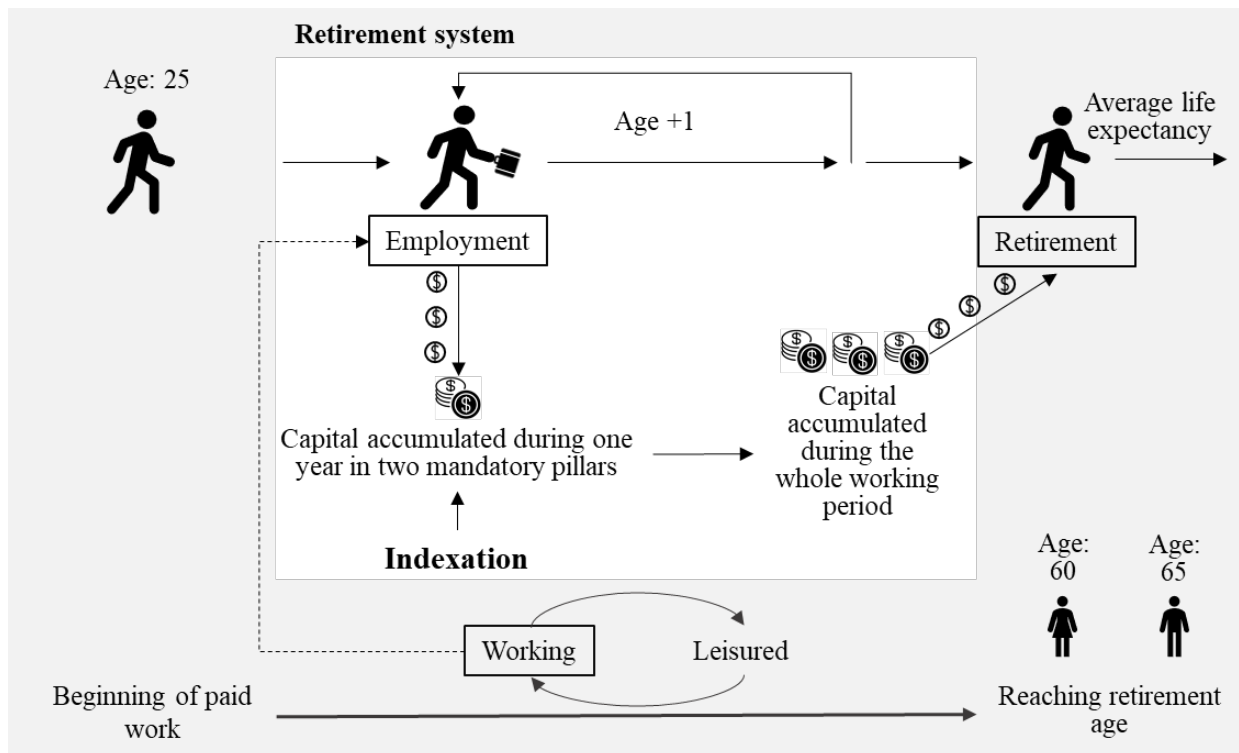 Retirement system
Age: 25
Age +1
Average life
expectancy
Employment
Retirement
$
$
$
$
$
$
$ $
$ $
$ $
$ $
Capital accumulated during one
year in two mandatory pillars
Capital
accumulated
during the
whole working
period
Indexation
Age:
60
Age:
65
Working
Leisured
Beginning of paid
work
Reaching retirement
age